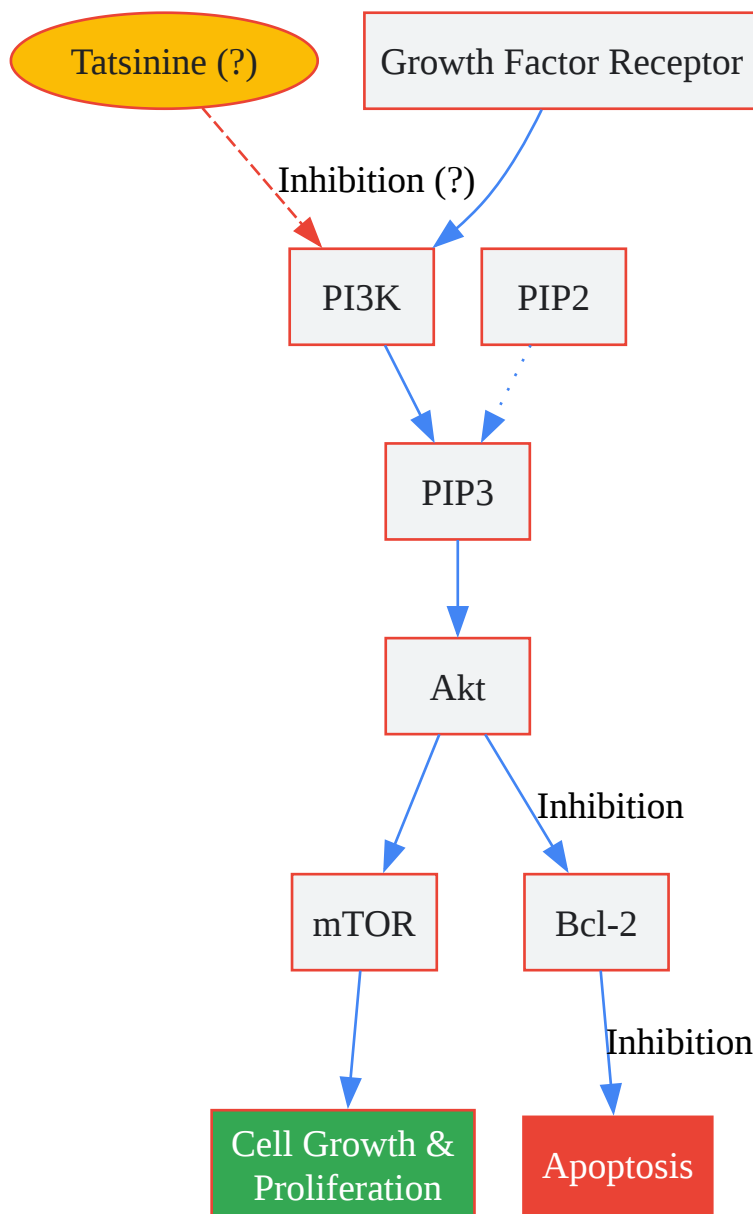 Tatsinine (?)
Growth Factor Receptor
Inhibition (?)
PI3K
PIP2
PIP3
Akt
Inhibition
mTOR
Bcl-2
Inhibition
Cell Growth &
Proliferation
Apoptosis